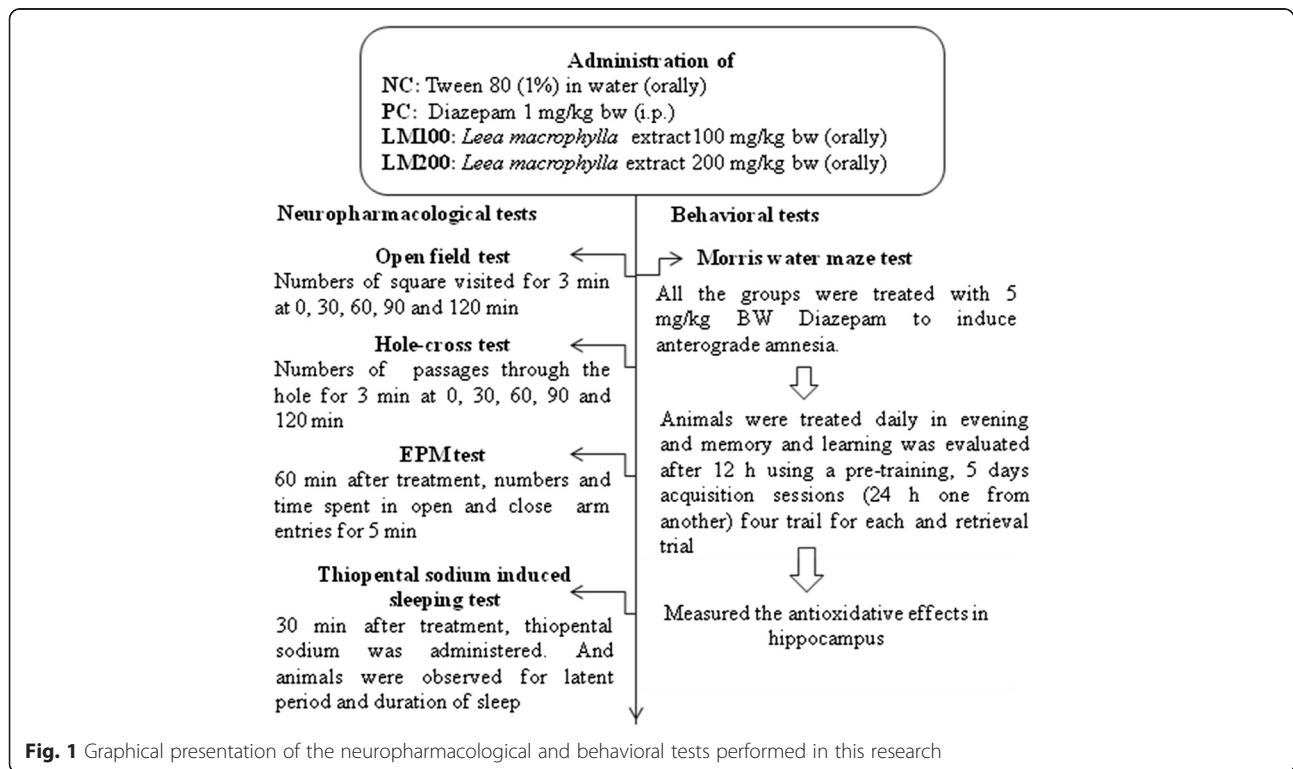 Administration of
NC: Tween 80 (1%) in water (orally)
PC: Diazepam 1 mg/kg bw (i.p.)
LM100: Leea macrophylla extract 100 mg/kg bw (orally)
LM200: Leea macrophylla extract 200 mg/kg bw (orally)
Neuropharmacological tests
Open field test
Numbers of square visited for 3 min
at 0, 30, 60, 90 and 120 min
Hole-cross test
Numbers of passages through the
hole for 3 min at 0, 30, 60, 90 and
120 min
EPM test
60 min after treatment, numbers and
time spent in open and close arm
entries for 5 min
Thiopental sodium induced
sleeping test
30 min after treatment, thiopental
sodium was administered. And
animals were observed for latent
period and duration of sleep
Behavioral tests
Morris water maze test
All the groups were treated with 5
mg/kg BW Diazepam to induce
anterograde amnesia.
Animals were treated daily in evening
and memory and learning was evaluated
after 12 h using a pre-training, 5 days
acquisition sessions (24 h one from
another) four trail for each and retrieval
trial
Measured the antioxidative effects in
hippocampus
Fig. 1 Graphical presentation of the neuropharmacological and behavioral tests performed in this research